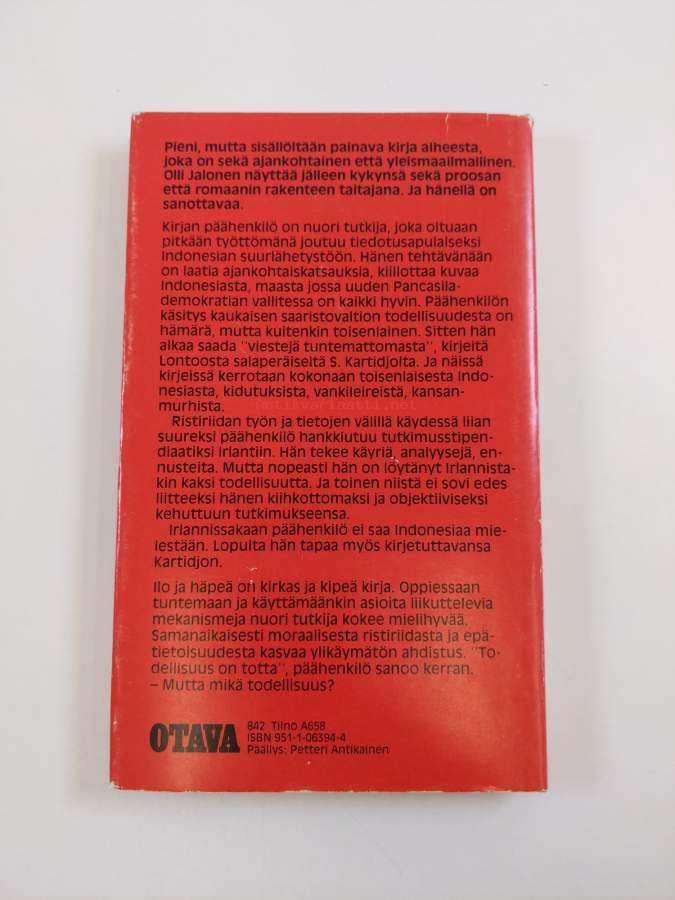 Pieni, mutta sisällöltään painava kirja aiheesta,
joka on sekä ajankohtainen että yleismaailmallinen.
Olli Jalonen näyttää jälleen kykynsä sekä proosan
että romaanin rakenteen taitajana. Ja hänellä on
sanottavaa.
Kirjan päähenkilö on nuori tutkija, joka oltuaan
pitkään työttömänä joutuu tiedotusapulaiseksi
Indonesian suurlähetystöön. Hänen tehtävänään
on laatia ajankohtaiskatsauksia, kiillottaa kuvaa
Indonesiasta, maasta jossa uuden Pancasila-
demokratian vallitessa on kaikki hyvin. Päähenkilön
käsitys kaukaisen saaristovaltion todellisuudesta on
hämärä, mutta kuitenkin toisenlainen. Sitten hän
alkaa saada "viestejä tuntemattomasta", kirjeitä
Lontoosta salaperäiseltä S. Kartidjolta. Ja näissä
kirjeissä kerrotaan kokonaan toisenlaisesta Indo-
nesiasta, kidutuksista, vankileireistä, kansan-
murhista.
antikvariaatti.net
Ristiriidan työn ja tietojen välillä käydessä liian
suureksi päähenkilö hankkiutuu tutkimusstipen-
diaatiksi Irlantiin. Hän tekee käyriä, analyysejä, en-
nusteita. Mutta nopeasti hän on löytänyt Irlannista-
kin kaksi todellisuutta. Ja toinen niistä ei sovi edes
liitteeksi hänen kiihkottomaksi ja objektiiviseksi
kehuttuun tutkimukseensa.
Irlannissakaan päähenkilö ei saa Indonesiaa mie-
lestään. Lopulta hän tapaa myös kirjetuttavansa
Kartidjon.
Ilo ja häpeä on kirkas ja kipeä kirja. Oppiessaan
tuntemaan ja käyttämäänkin asioita liikuttelevia
mekanismeja nuori tutkija kokee mielihyvää.
Samanaikaisesti moraalisesta ristiriidasta ja epä-
tietoisuudesta kasvaa ylikäymätön ahdistus. "To-
dellisuus on totta", päähenkilö sanoo kerran.
– Mutta mikä todellisuus?
OTAVA
842 Tilno A658
ISBN 951-1-06394-4
Päällys: Petteri Antikainen